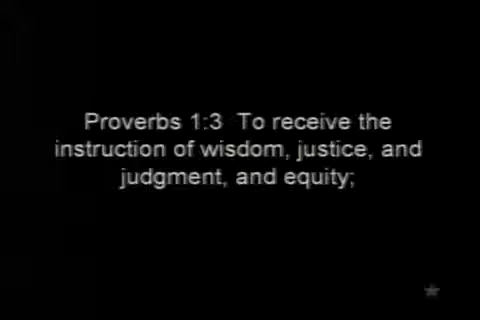 Proverbs 1:3  To receive the
instruction of wisdom, justice, and
judgment, and equity;